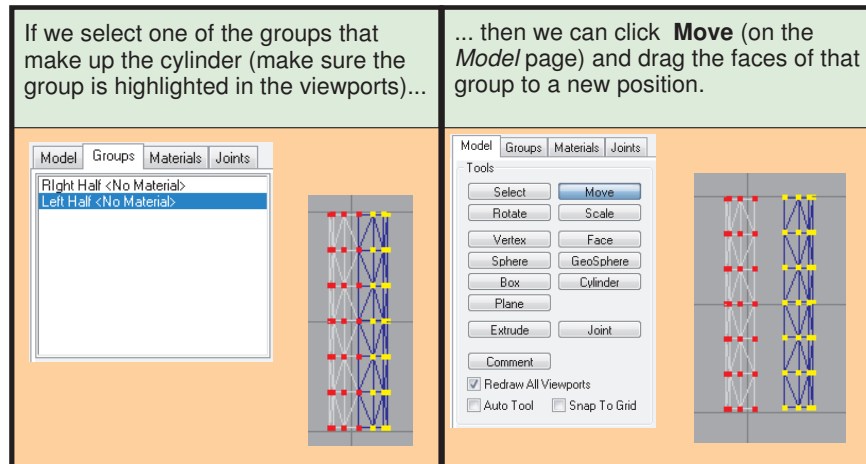 If we select one of the groups that
make up the cylinder (make sure the
group is highlighted in the viewports)...
... then we can click Move (on the
Model page) and drag the faces of that
group to a new position.
Model Groups Materials Joints
RIght Half <No Material>
Left Half <No Material>
Model Groups Materials Joints
Tools
Select Move
Rotate Scale
Vertex Face
Sphere GeoSphere
Box Cylinder
Plane
Extrude Joint
Comment
Redraw All Viewports
Auto Tool Snap To Grid